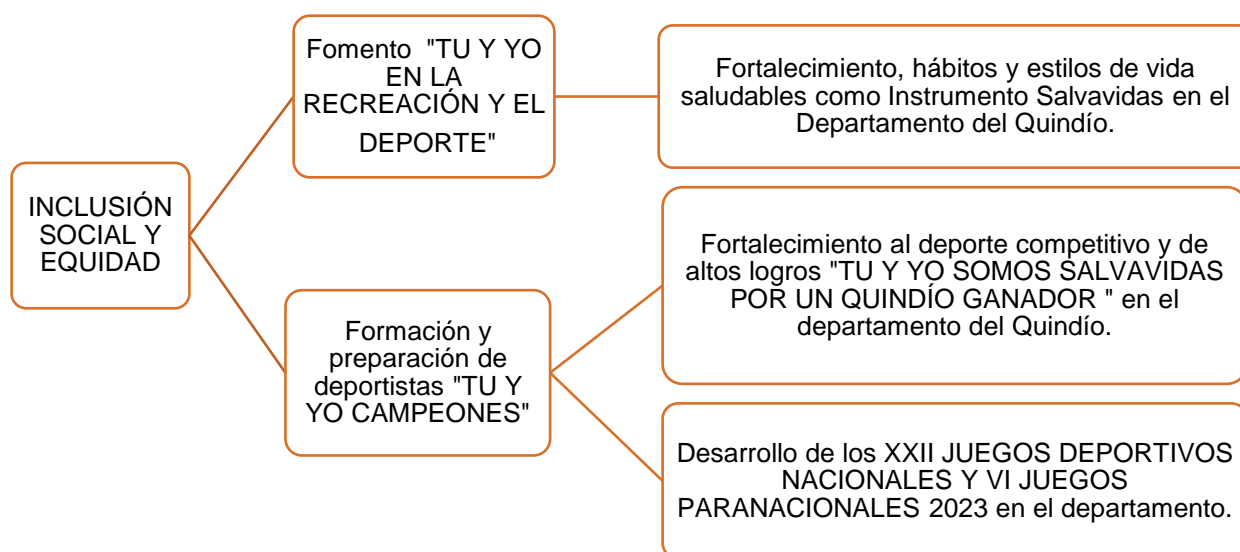 INCLUSIÓN
SOCIAL Y
EQUIDAD
Fomento "TU Y YO
EN LA
RECREACIÓN Y EL
DEPORTE"
Fortalecimiento, hábitos y estilos de vida
saludables como Instrumento Salvavidas en el
Departamento del Quindío.
Formación y
preparación de
deportistas "TU Y
YO CAMPEONES"
Fortalecimiento al deporte competitivo y de
altos logros "TU Y YO SOMOS SALVAVIDAS
POR UN QUINDÍO GANADOR " en el
departamento del Quindío.
Desarrollo de los XXII JUEGOS DEPORTIVOS
NACIONALES Y VI JUEGOS
PARANACIONALES 2023 en el departamento.